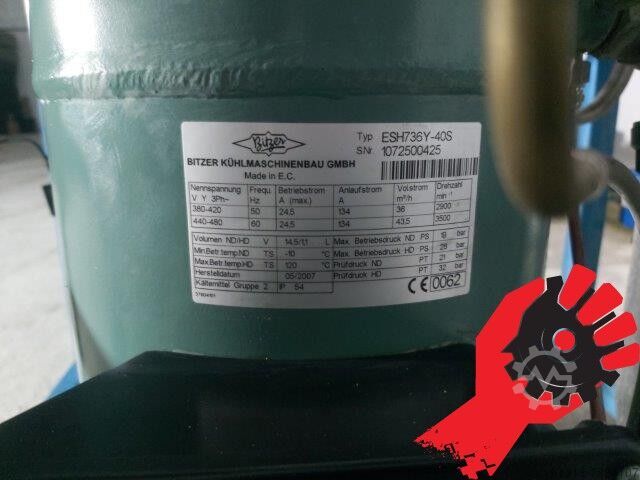 Bitzer
Typ ESH736Y-40S
S.Nr. 1072500425
BITZER KÜHLMASCHINENBAU GMBH
Made in E.C.
Nennspannung Frequ. Betriebsstrom Anlaufstrom Volstrom Drehzahl
V Y 3Ph~ Hz A (max.) A m³/h min⁻¹
380-420 50 24,5 134 36 2900
440-480 60 24,5 134 43,5 3500
Volumen ND/HD V 14.5/1,1 L Max. Betriebsdruck ND PS 19 bar
Min.Betr.temp.ND TS -10 °C Max. Betriebsdruck HD PS 28 bar
Max.Betr.temp.HD TS 120 °C Prüfdruck ND PT 21 bar
Herstelldatum 05/2007 Prüfdruck HD PT 32 bar
Kältemittel Gruppe 2 IP 54 CE 0062